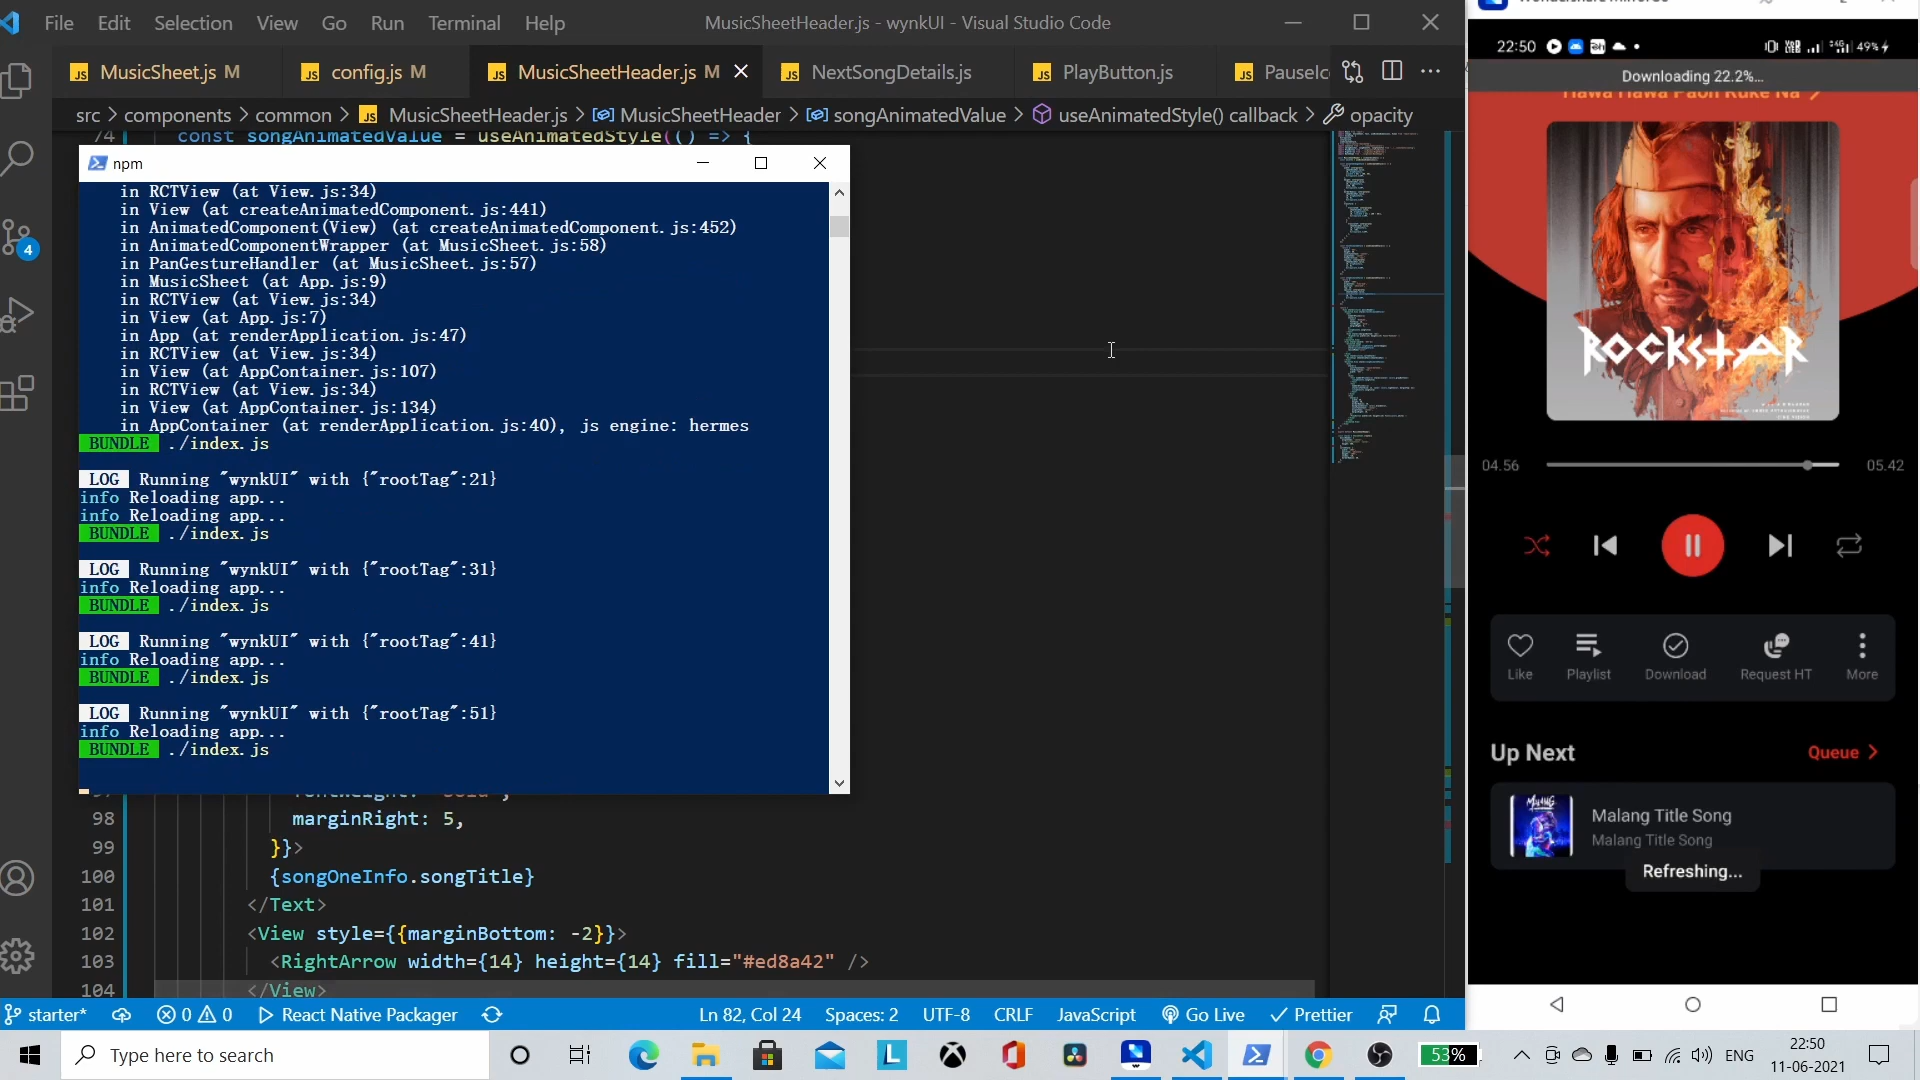 File Edit Selection View Go Run Terminal Help
MusicSheetHeader.js - wynkUI - Visual Studio Code
MusicSheet.js M
config.js M
MusicSheetHeader.js M
NextSongDetails.js
PlayButton.js
src > components > common > MusicSheetHeader.js > MusicSheetHeader > songAnimatedValue > useAnimatedStyle() callback > opacity
74 const songAnimatedValue = useAnimatedStyle(() => {
npm
in RCTView (at View.js:34)
in View (at createAnimatedComponent.js:441)
in AnimatedComponent(View) (at createAnimatedComponent.js:452)
in AnimatedComponentWrapper (at MusicSheet.js:58)
in PanGestureHandler (at MusicSheet.js:57)
in MusicSheet (at App.js:9)
in RCTView (at View.js:34)
in View (at App.js:7)
in App (at renderApplication.js:47)
in RCTView (at View.js:34)
in View (at AppContainer.js:107)
in RCTView (at View.js:34)
in View (at AppContainer.js:134)
in AppContainer (at renderApplication.js:40), js engine: hermes
BUNDLE ./index.js
LOG Running "wynkUI" with {"rootTag":21}
info Reloading app...
info Reloading app...
BUNDLE ./index.js
LOG Running "wynkUI" with {"rootTag":31}
info Reloading app...
BUNDLE ./index.js
LOG Running "wynkUI" with {"rootTag":41}
info Reloading app...
BUNDLE ./index.js
LOG Running "wynkUI" with {"rootTag":51}
info Reloading app...
BUNDLE ./index.js
98 marginRight: 5,
99 }}>
100 {songOneInfo.songTitle}
101 </Text>
102 <View style={{marginBottom: -2}}>
103 <RightArrow width={14} height={14} fill="#ed8a42" />
104 </View>
4
starter*
0 0
React Native Packager
Ln 82, Col 24
Spaces: 2
UTF-8
CRLF
JavaScript
Go Live
Prettier
22:50
49%
Downloading 22.2%...
Hawa Hawa Paon Ruke Na >
ROCKSTAR
04.56
05.42
Like
Playlist
Download
Request HT
More
Up Next
Queue >
MALANG
Malang Title Song
Malang Title Song
Refreshing...
Type here to search
53%
ENG
22:50
11-06-2021